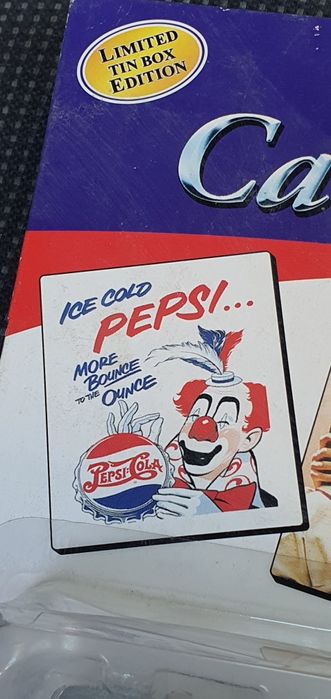 LIMITED
TIN BOX
EDITION
Ca
ICE COLD
PEPSI...
MORE
BOUNCE
TO THE
OUNCE
PEPSI-COLA